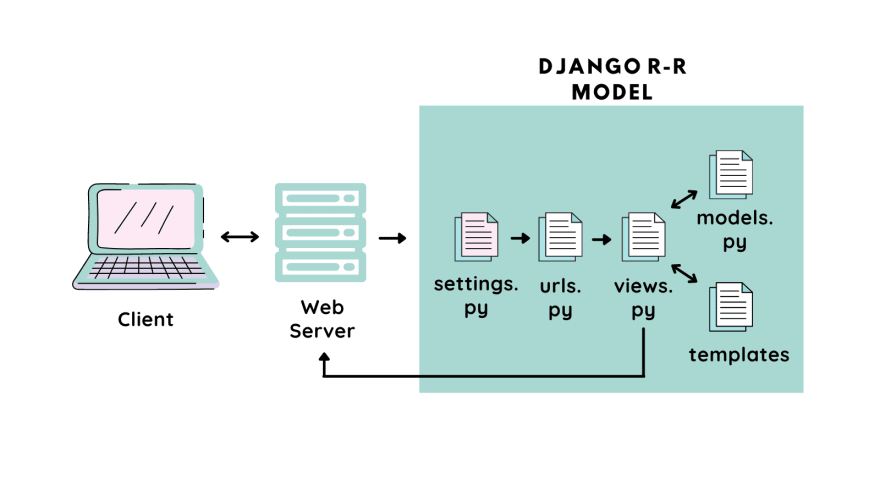 DJANGO R-R
MODEL
Client
Web
Server
settings.
py
urls.
py
views.
py
models.
py
templates